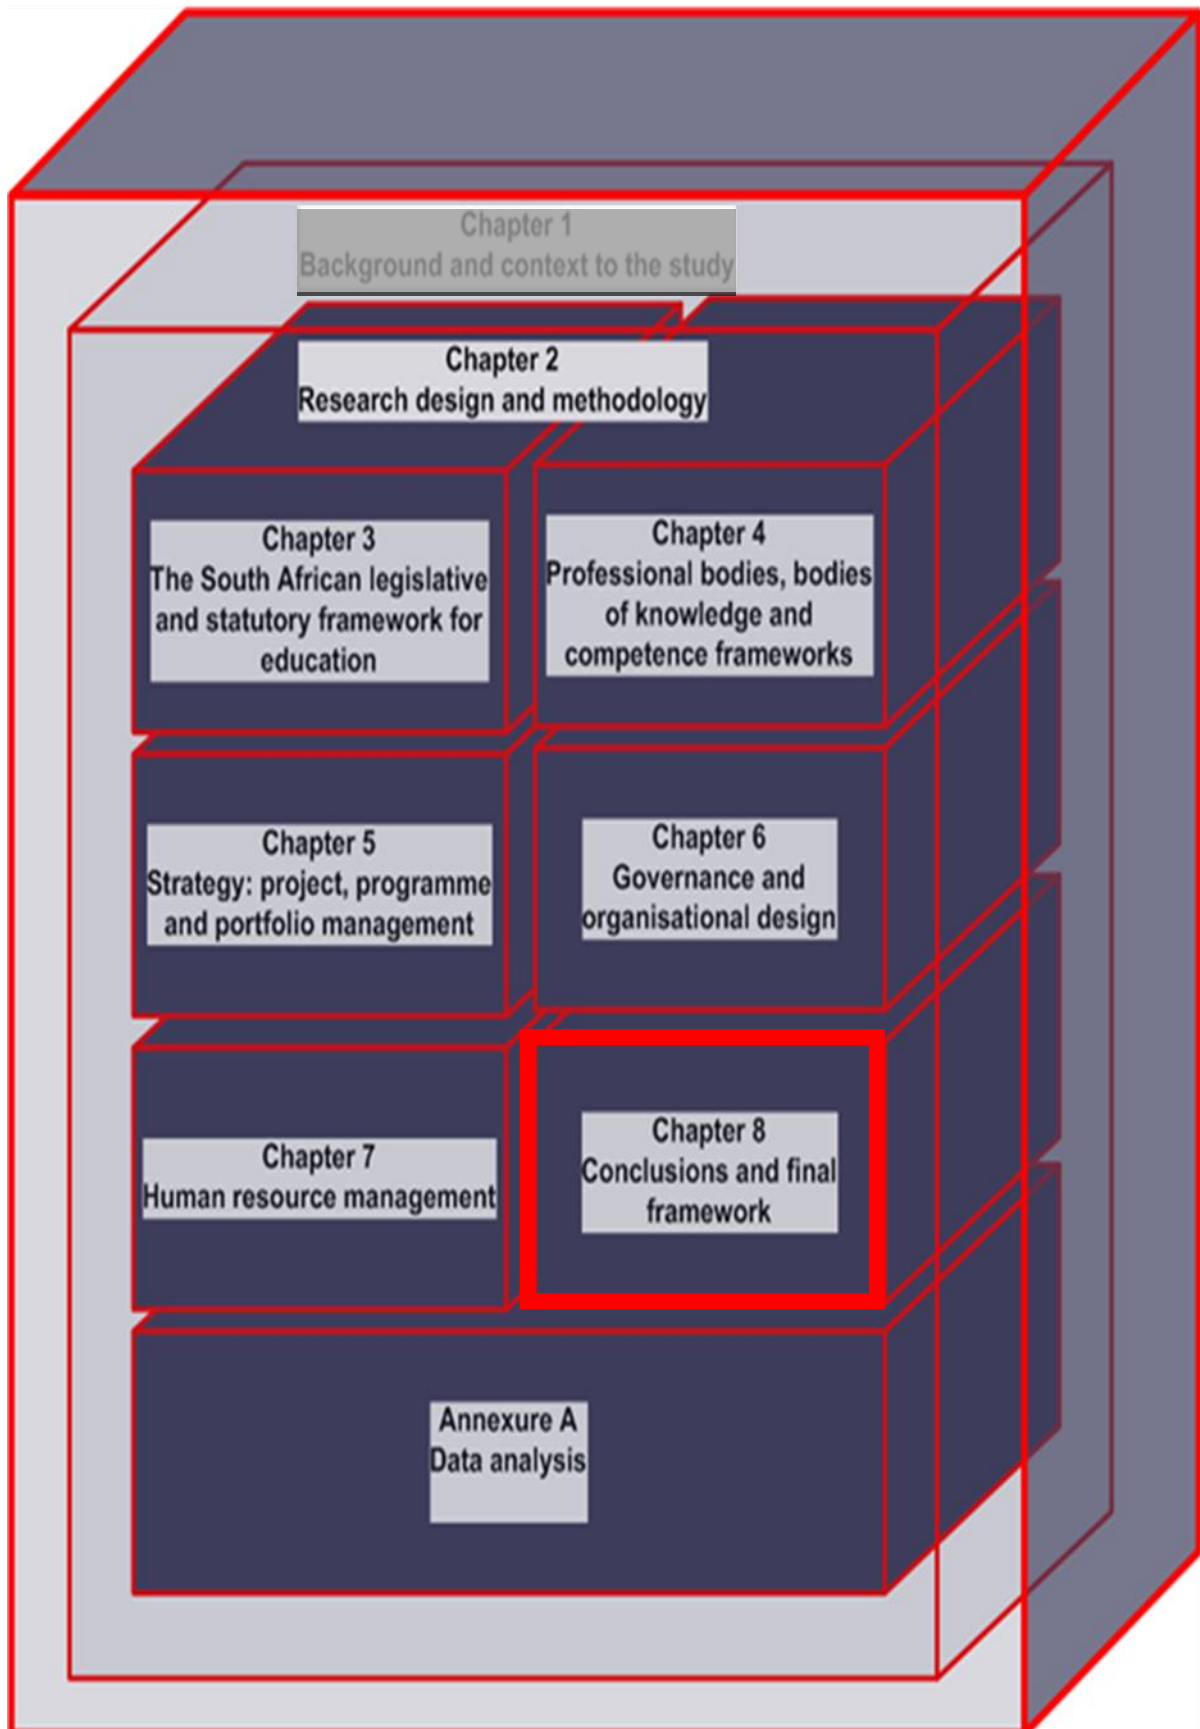 Chapter 1
Background and context to the study
Chapter 2
Research design and methodology
Chapter 3
The South African legislative
and statutory framework for
education
Chapter 4
Professional bodies, bodies
of knowledge and
competence frameworks
Chapter 5
Strategy: project, programme
and portfolio management
Chapter 6
Governance and
organisational design
Chapter 7
Human resource management
Chapter 8
Conclusions and final
framework
Annexure A
Data analysis